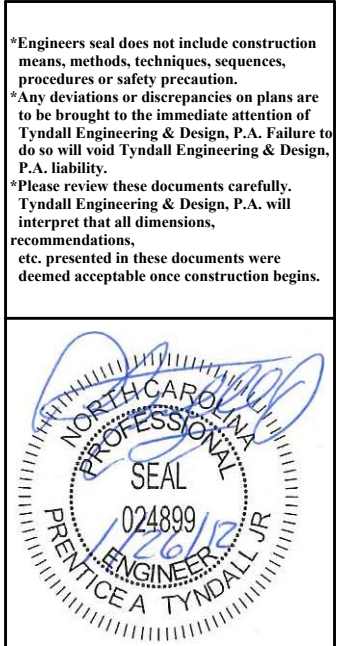 *Engineers seal does not include construction
means, methods, techniques, sequences,
procedures or safety precaution.
*Any deviations or discrepancies on plans are
to be brought to the immediate attention of
Tyndall Engineering & Design, P.A. Failure to
do so will void Tyndall Engineering & Design,
P.A. liability.
*Please review these documents carefully.
Tyndall Engineering & Design, P.A. will
interpret that all dimensions,
recommendations,
etc. presented in these documents were
deemed acceptable once construction begins.
NORTH CAROLINA
PROFESSIONAL
SEAL
024899
1/26/12
ENGINEER
PRENTICE A TYNDALL JR